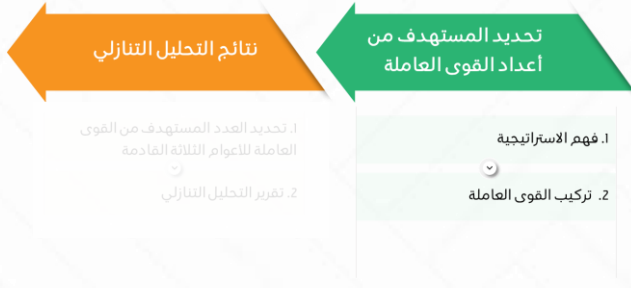 تحديد المستهدف من
أعداد القوى العاملة
1. فهم الاستراتيجية
2. تركيب القوى العاملة
نتائج التحليل التنازلي
1. تحديد العدد المستهدف من القوى
العاملة للأعوام الثلاثة القادمة
2. تقرير التحليل التنازلي